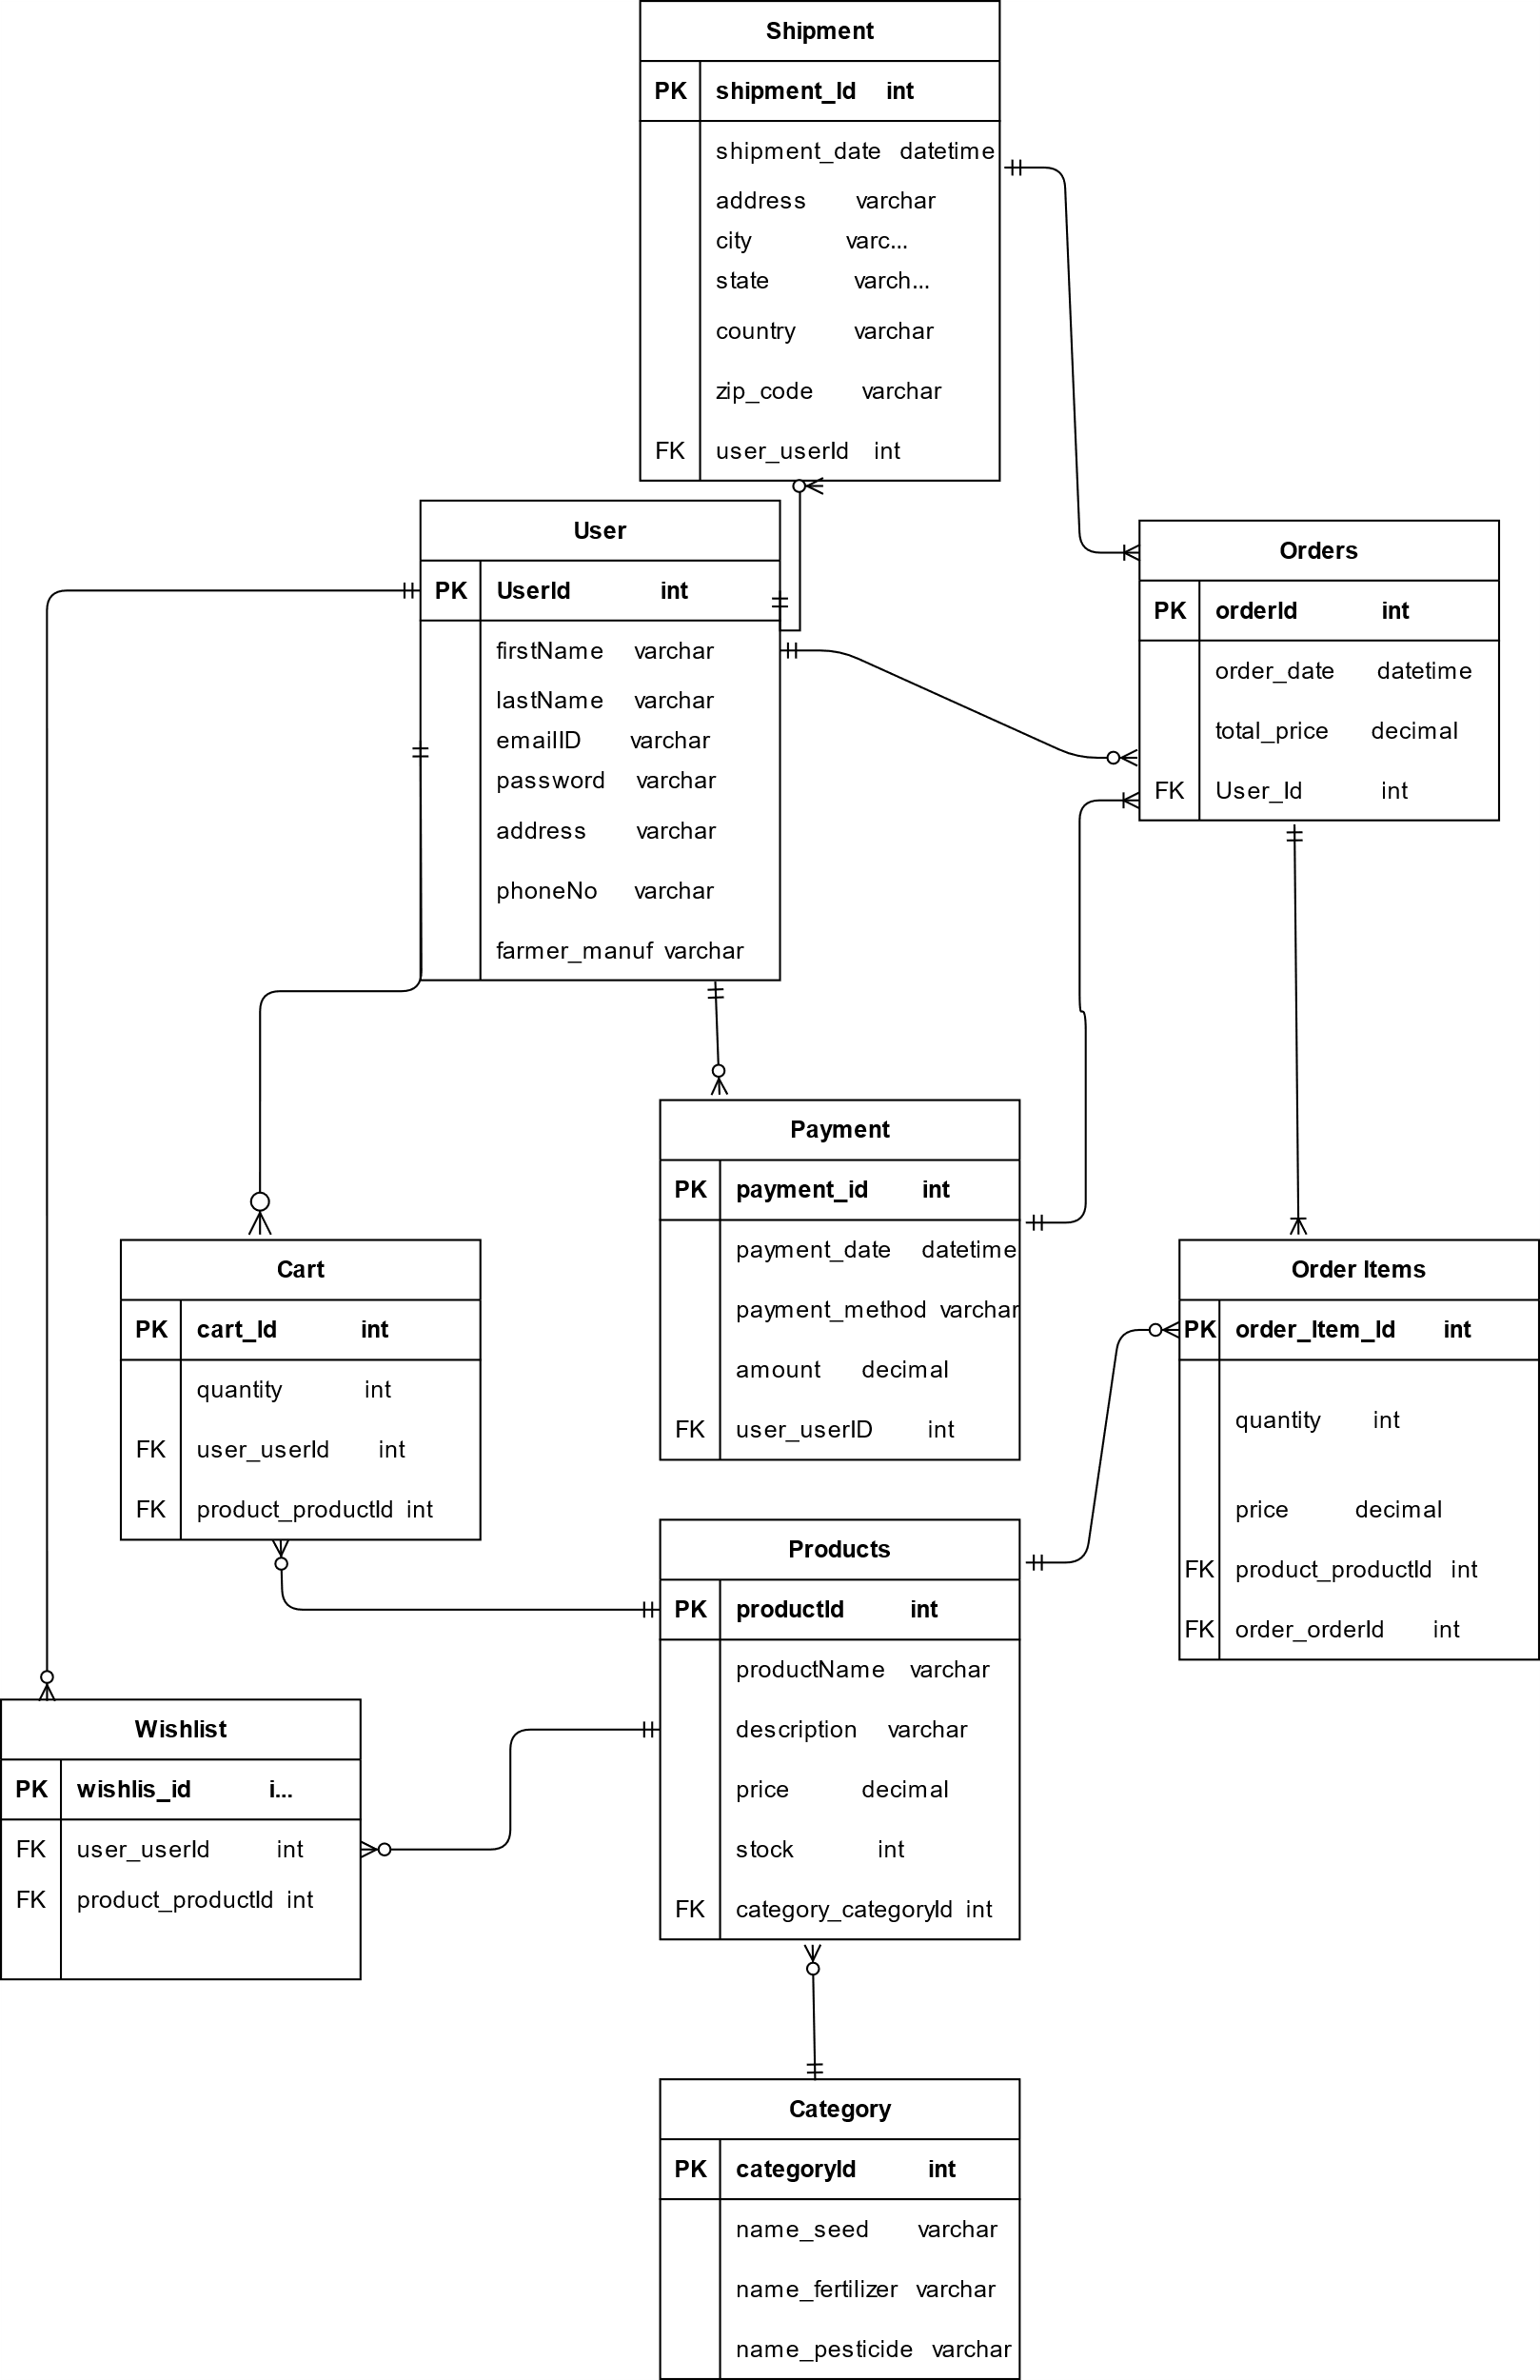 Shipment
PK shipment_Id int
shipment_date datetime
address varchar
city varc...
state varch...
country varchar
zip_code varchar
FK user_userId int
User
PK UserId int
firstName varchar
lastName varchar
emailID varchar
password varchar
address varchar
phoneNo varchar
farmer_manuf varchar
Orders
PK orderId int
order_date datetime
total_price decimal
FK User_Id int
Payment
PK payment_id int
payment_date datetime
payment_method varchar
amount decimal
FK user_userID int
Cart
PK cart_Id int
quantity int
FK user_userId int
FK product_productId int
Order Items
PK order_Item_Id int
quantity int
price decimal
FK product_productId int
FK order_orderId int
Products
PK productId int
productName varchar
description varchar
price decimal
stock int
FK category_categoryId int
Wishlist
PK wishlis_id i...
FK user_userId int
FK product_productId int
Category
PK categoryId int
name_seed varchar
name_fertilizer varchar
name_pesticide varchar